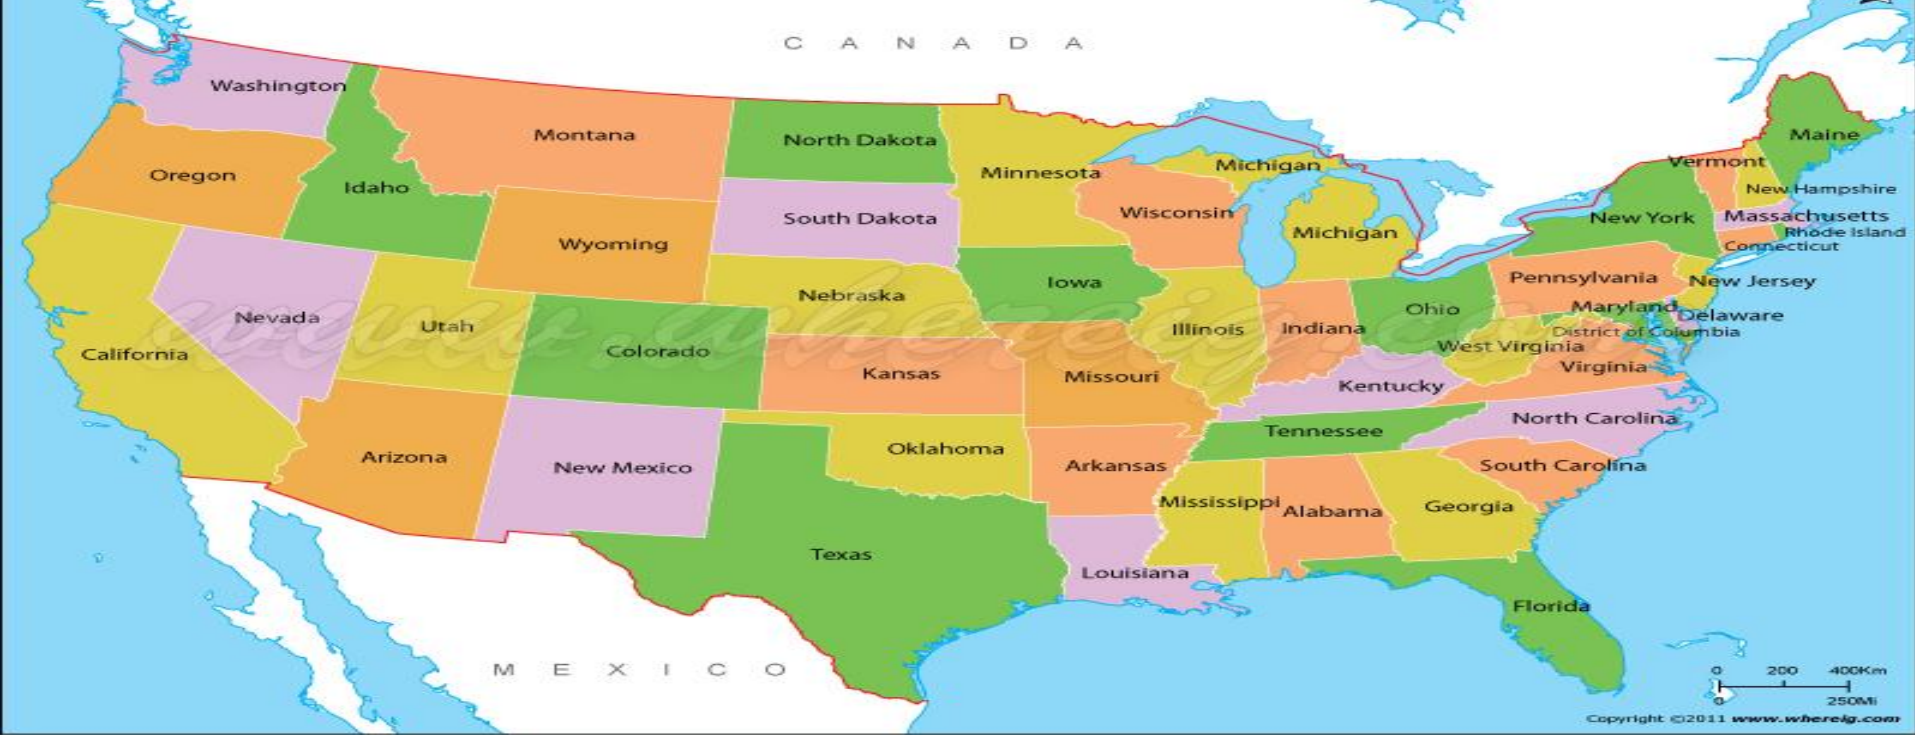 CANADA
Washington
Montana
North Dakota
Minnesota
Michigan
Maine
Vermont
Oregon
Idaho
New Hampshire
South Dakota
Wisconsin
New York
Massachusetts
Wyoming
Michigan
Rhode Island
Connecticut
Nebraska
Iowa
Pennsylvania
New Jersey
Nevada
Utah
Illinois
Indiana
Ohio
Maryland
Delaware
District of Columbia
California
Colorado
West Virginia
Kansas
Missouri
Kentucky
Virginia
Arizona
New Mexico
Oklahoma
Arkansas
Tennessee
North Carolina
South Carolina
Mississippi
Alabama
Georgia
Texas
Louisiana
Florida
MEXICO
0 200 400Km
0 250Mi
Copyright ©2011 www.whereig.com
www.whereig.com